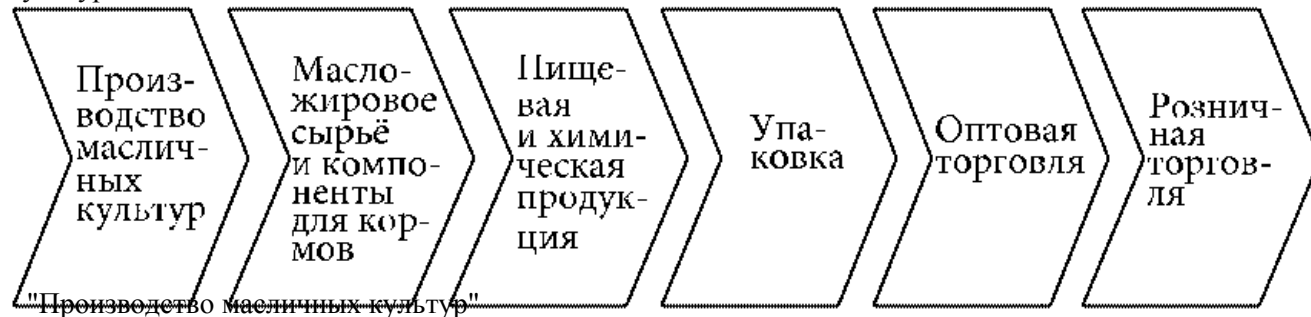 Произ-
водство
маслич-
ных
культур
Масло-
жировое
сырьё
и компо-
ненты
для кор-
мов
Пище-
вая
и хими-
ческая
продук-
ция
Упа-
ковка
Оптовая
торговля
Рознич-
ная
торгов-
ля
"Производство масличных культур"